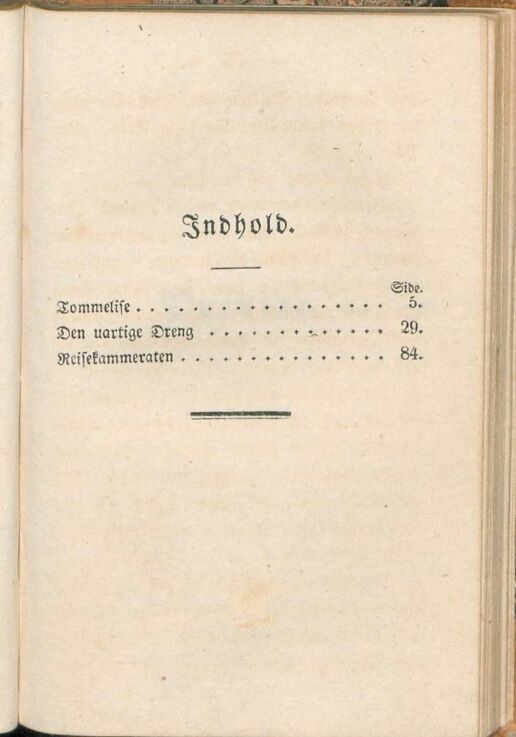 Indhold.
Side.
Tommelise . . . . . . . . . . . . . . . . . . 5.
Den uartige Dreng . . . . . . . . . . . . . 29.
Reisekammeraten . . . . . . . . . . . . . . . 84.